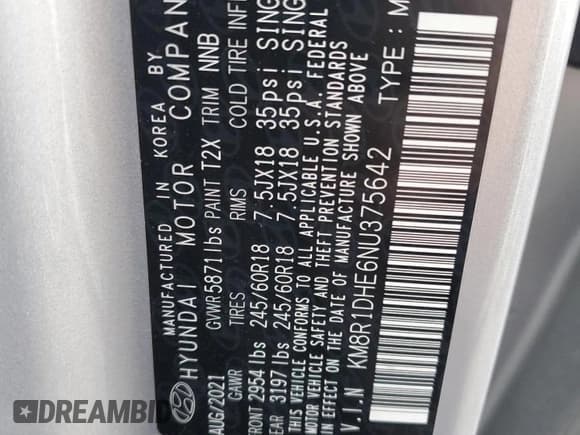 MANUFACTURED IN KOREA BY
HYUNDAI MOTOR COMPAN
AUG/2021 GVWR 5871 lbs PAINT T2X TRIM NNB
GAWR TIRES RIMS COLD TIRE INF
FRONT 2954 lbs 245/60R18 7.5JX18 35psi SING
REAR 3197 lbs 245/60R18 7.5JX18 35psi SING
THIS VEHICLE CONFORMS TO ALL APPLICABLE U.S.A. FEDERAL
MOTOR VEHICLE SAFETY AND THEFT PREVENTION STANDARDS
IN EFFECT ON THE DATE OF MANUFACTURE SHOWN ABOVE
V.I.N KM8R1DHE6NU375642 TYPE : M
DREAMBID